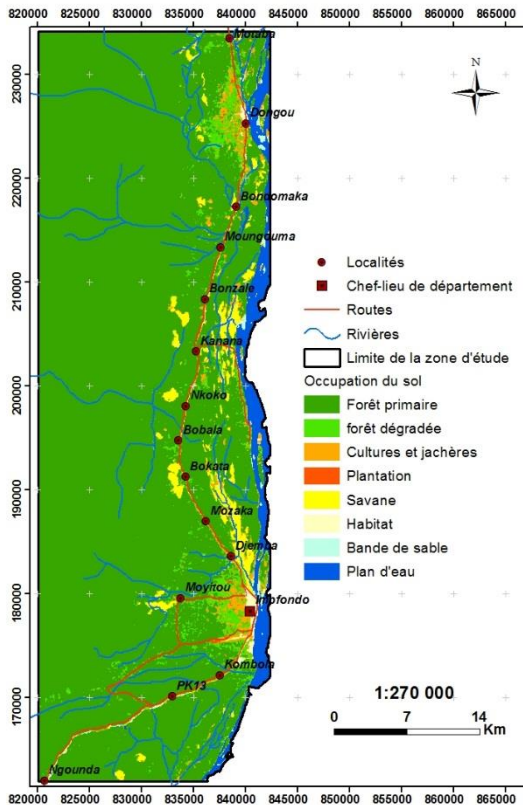 820000 825000 830000 835000 840000 845000 850000 855000 860000 865000
230000
220000
210000
200000
190000
180000
170000
Motaba
Dongou
Boucomaka
Moungouma
Bonzale
Kanana
Nkoko
Bobala
Bokata
Mozaka
Djemba
Moyitou
Impfondo
Kombola
PK13
Ngounda
N
Localités
Chef-lieu de département
Routes
Rivières
Limite de la zone d'étude
Occupation du sol
Forêt primaire
forêt dégradée
Cultures et jachères
Plantation
Savane
Habitat
Bande de sable
Plan d'eau
1:270 000
0 7 14
Km
820000 825000 830000 835000 840000 845000 850000 855000 860000 865000